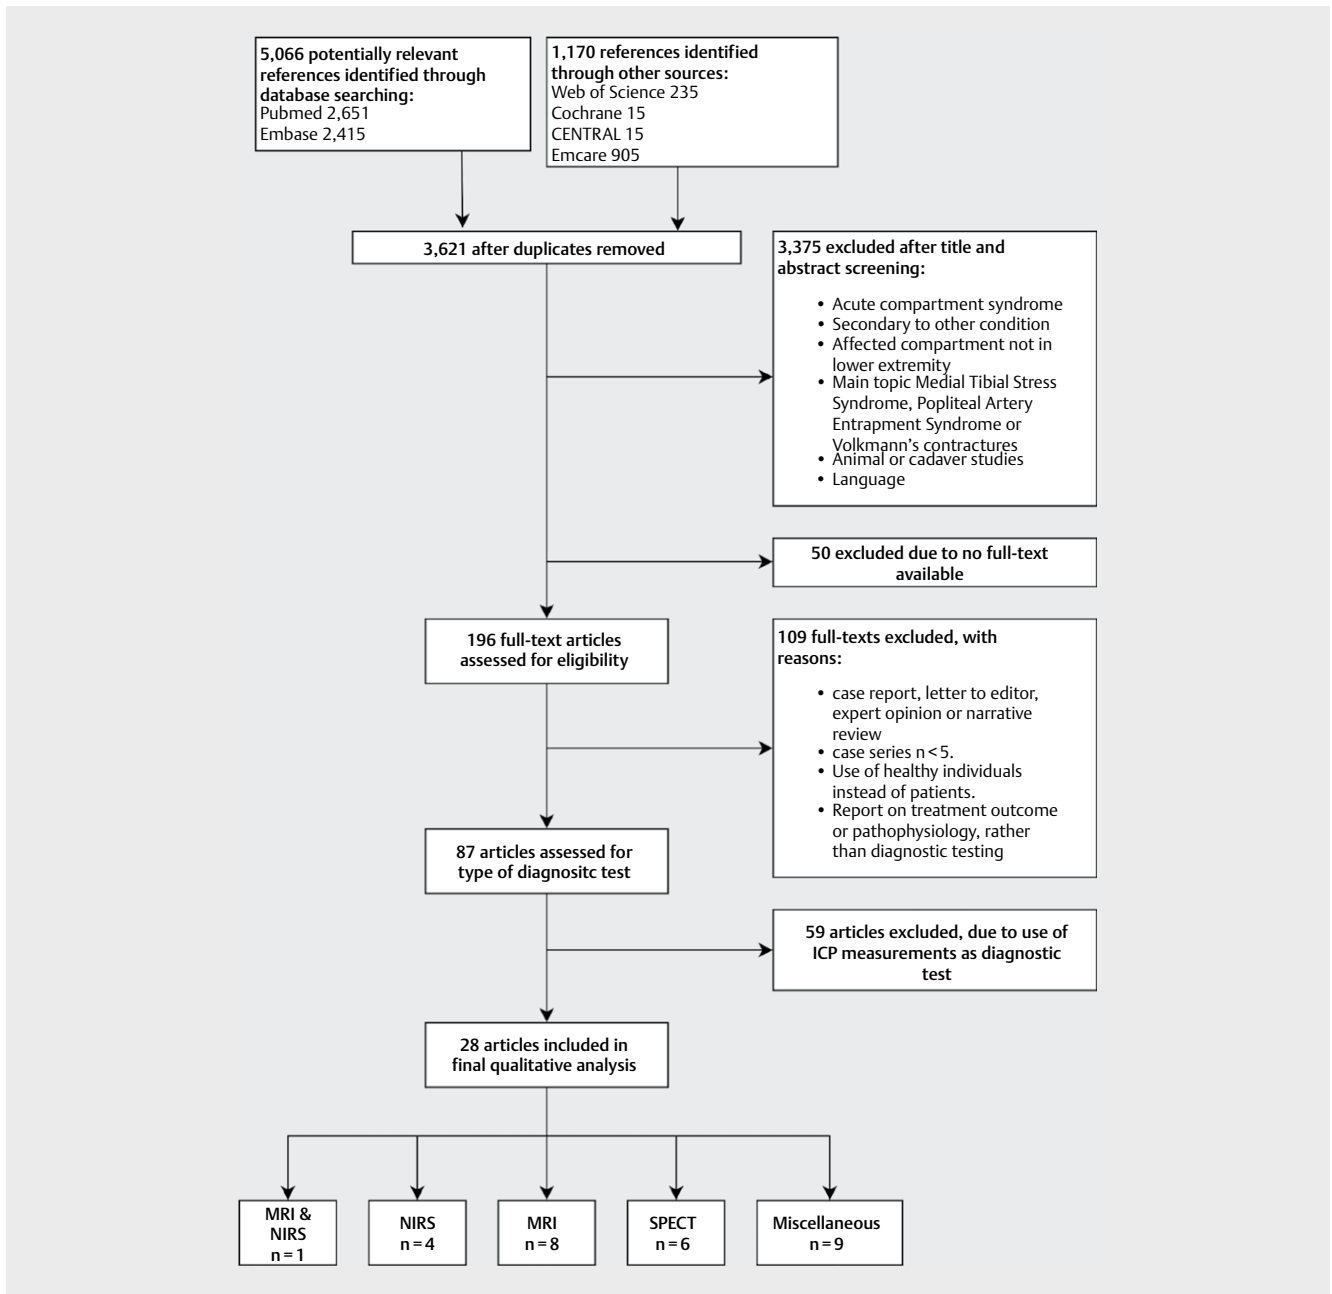 5,066 potentially relevant
references identified through
database searching:
Pubmed 2,651
Embase 2,415
1,170 references identified
through other sources:
Web of Science 235
Cochrane 15
CENTRAL 15
Emcare 905
3,621 after duplicates removed
3,375 excluded after title and
abstract screening:
• Acute compartment syndrome
• Secondary to other condition
• Affected compartment not in
lower extremity
• Main topic Medial Tibial Stress
Syndrome, Popliteal Artery
Entrapment Syndrome or
Volkmann's contractures
• Animal or cadaver studies
• Language
50 excluded due to no full-text
available
196 full-text articles
assessed for eligibility
109 full-texts excluded, with
reasons:
• case report, letter to editor,
expert opinion or narrative
review
• case series n < 5.
• Use of healthy individuals
instead of patients.
• Report on treatment outcome
or pathophysiology, rather
than diagnostic testing
87 articles assessed for
type of diagnositc test
59 articles excluded, due to use of
ICP measurements as diagnostic
test
28 articles included in
final qualitative analysis
MRI &
NIRS
n = 1
NIRS
n = 4
MRI
n = 8
SPECT
n = 6
Miscellaneous
n = 9